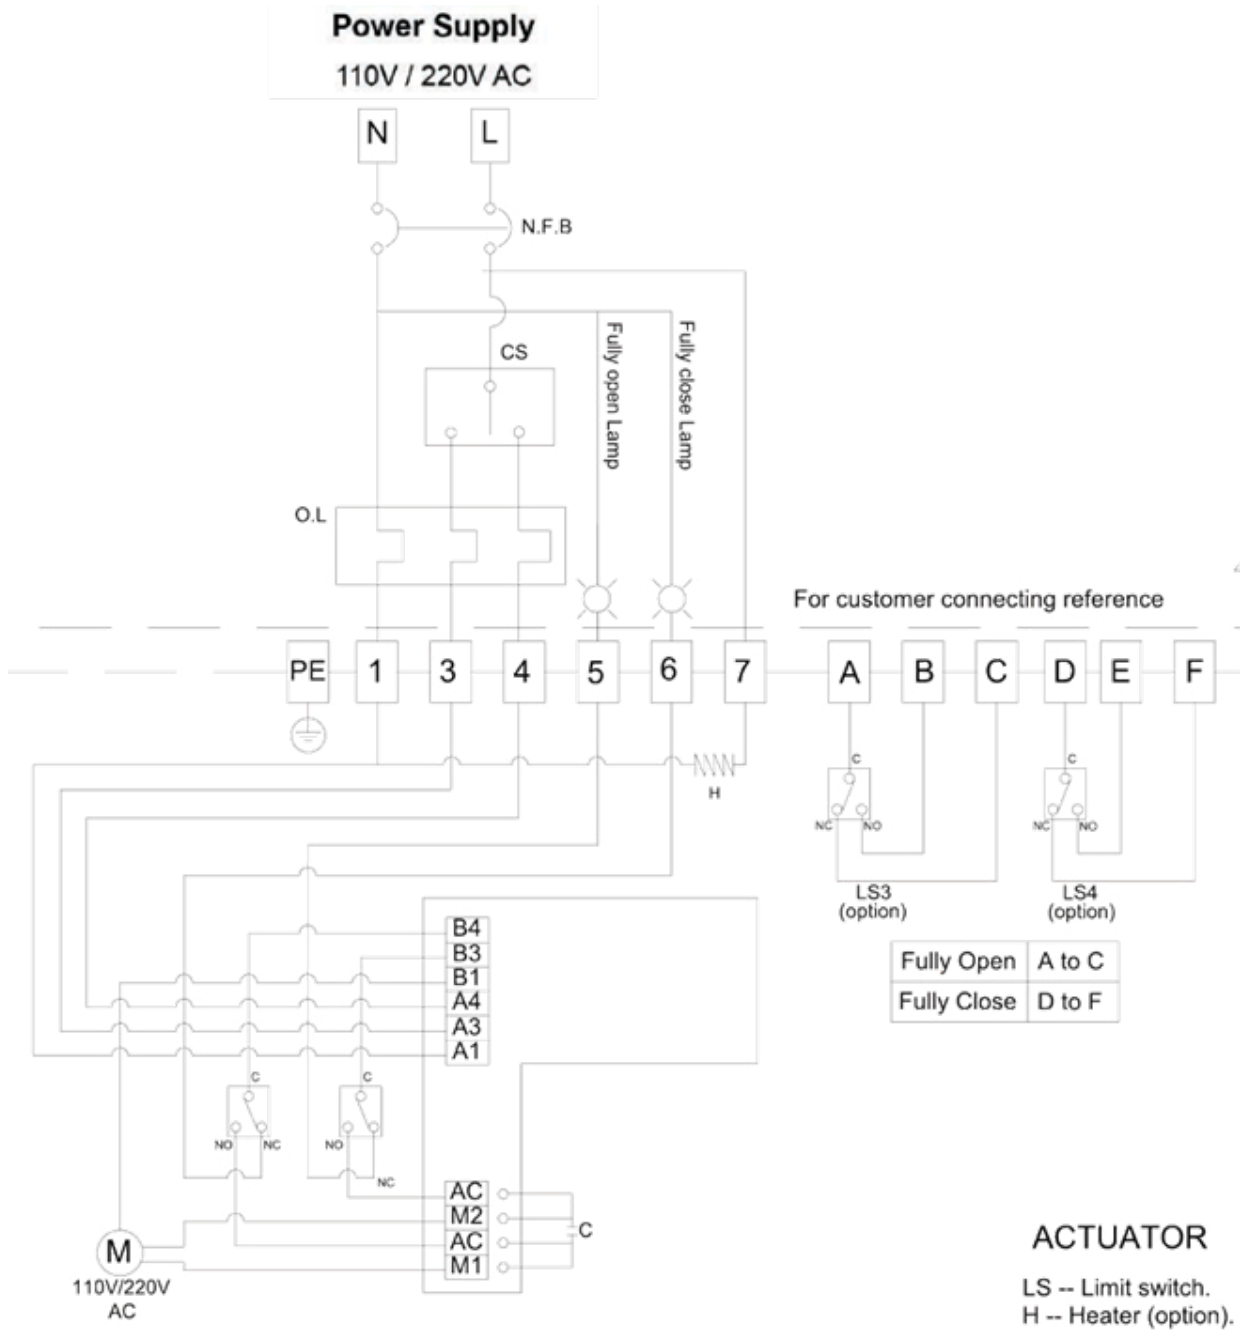 Power Supply
110V / 220V AC
N
L
N.F.B
CS
Fully open Lamp
Fully close Lamp
O.L
For customer connecting reference
PE 1 3 4 5 6 7 A B C D E F
H
C
NC NO
LS3
(option)
C
NC NO
LS4
(option)
Fully Open A to C
Fully Close D to F
B4
B3
B1
A4
A3
A1
C
NO NC
C
NO
NC
AC
M2
AC
M1
C
M
110V/220V
AC
ACTUATOR
LS -- Limit switch.
H -- Heater (option).